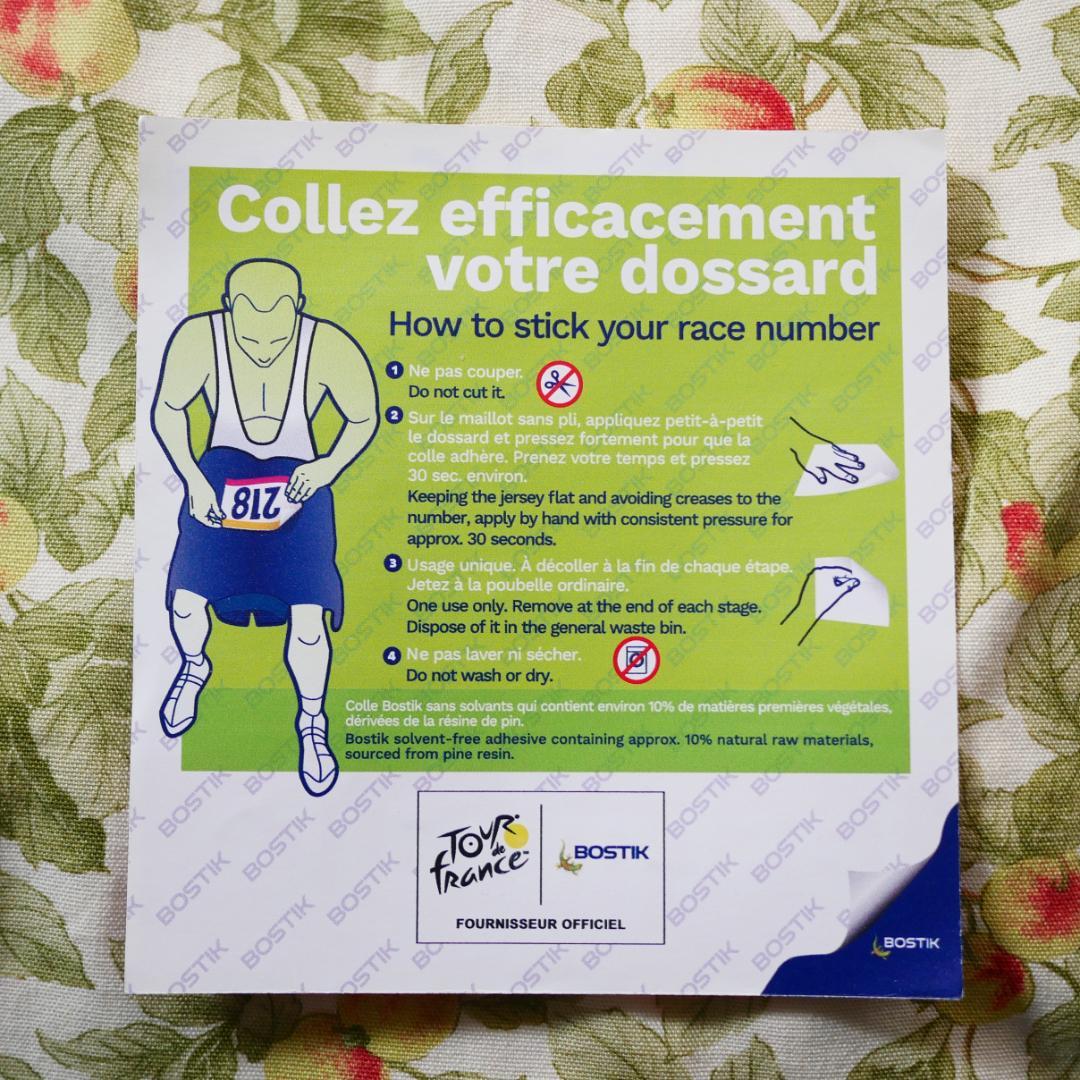 Collez efficacement
votre dossard
How to stick your race number
1 Ne pas couper.
Do not cut it.
2 Sur le maillot sans pli, appliquez petit-à-petit
le dossard et pressez fortement pour que la
colle adhère. Prenez votre temps et pressez
30 sec. environ.
Keeping the jersey flat and avoiding creases to the
number, apply by hand with consistent pressure for
approx. 30 seconds.
3 Usage unique. À décoller à la fin de chaque étape.
Jetez à la poubelle ordinaire.
One use only. Remove at the end of each stage.
Dispose of it in the general waste bin.
4 Ne pas laver ni sécher.
Do not wash or dry.
218
Colle Bostik sans solvants qui contient environ 10% de matières premières végétales,
dérivées de la résine de pin.
Bostik solvent-free adhesive containing approx. 10% natural raw materials,
sourced from pine resin.
TOUR
de
france
BOSTIK
FOURNISSEUR OFFICIEL
BOSTIK